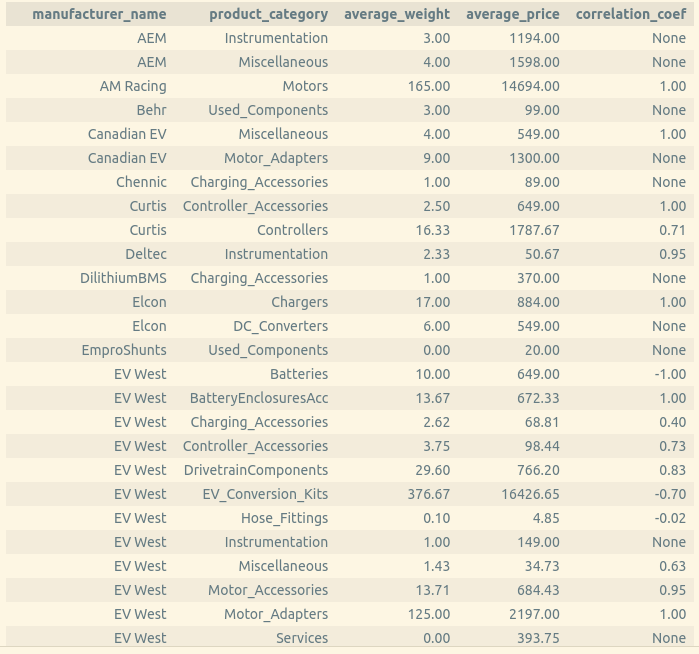 manufacturer_name product_category average_weight average_price correlation_coef
AEM Instrumentation 3.00 1194.00 None
AEM Miscellaneous 4.00 1598.00 None
AM Racing Motors 165.00 14694.00 1.00
Behr Used_Components 3.00 99.00 None
Canadian EV Miscellaneous 4.00 549.00 1.00
Canadian EV Motor_Adapters 9.00 1300.00 None
Chennic Charging_Accessories 1.00 89.00 None
Curtis Controller_Accessories 2.50 649.00 1.00
Curtis Controllers 16.33 1787.67 0.71
Deltec Instrumentation 2.33 50.67 0.95
DilithiumBMS Charging_Accessories 1.00 370.00 None
Elcon Chargers 17.00 884.00 1.00
Elcon DC_Converters 6.00 549.00 None
EmproShunts Used_Components 0.00 20.00 None
EV West Batteries 10.00 649.00 -1.00
EV West BatteryEnclosuresAcc 13.67 672.33 1.00
EV West Charging_Accessories 2.62 68.81 0.40
EV West Controller_Accessories 3.75 98.44 0.73
EV West DrivetrainComponents 29.60 766.20 0.83
EV West EV_Conversion_Kits 376.67 16426.65 -0.70
EV West Hose_Fittings 0.10 4.85 -0.02
EV West Instrumentation 1.00 149.00 None
EV West Miscellaneous 1.43 34.73 0.63
EV West Motor_Accessories 13.71 684.43 0.95
EV West Motor_Adapters 125.00 2197.00 1.00
EV West Services 0.00 393.75 None